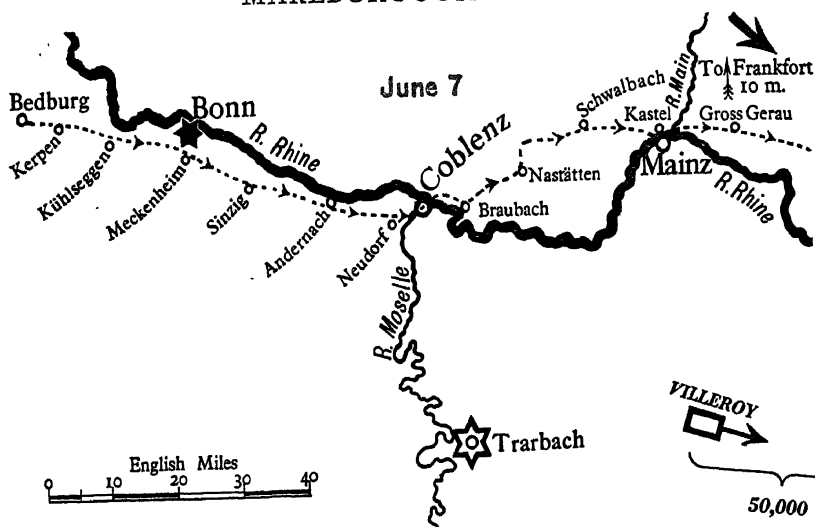 June 7
Bedburg
Kerpen
Kühlseggen
Bonn
Meckenheim
Sinzig
R. Rhine
Andernach
Neudorf
Coblenz
Braubach
Nastätten
Schwalbach
R. Main
To Frankfort
10 m.
Kastel
Gross Gerau
Mainz
R. Rhine
R. Moselle
Trarbach
VILLEROY
50,000
English Miles
0 10 20 30 40